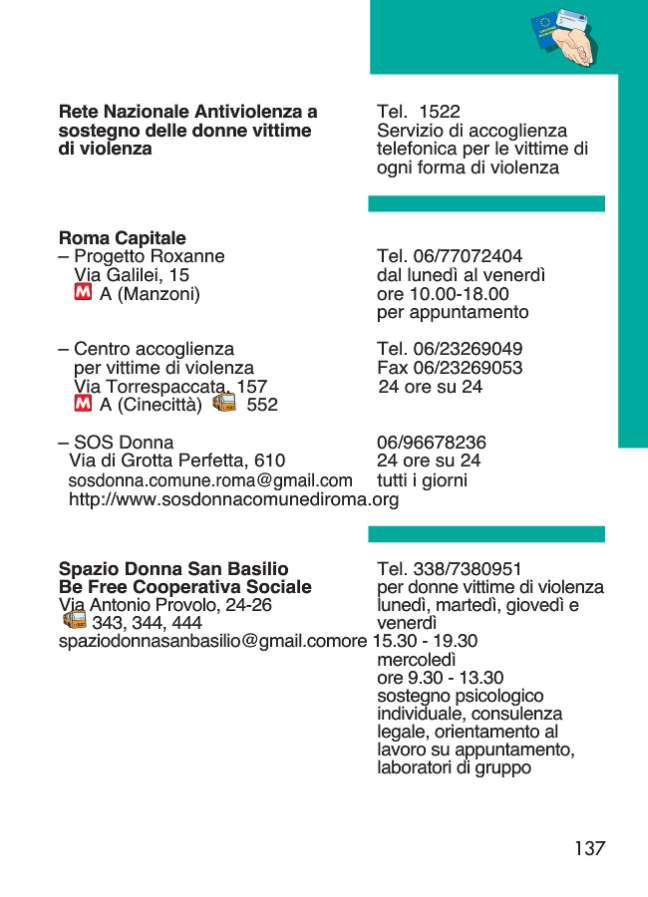 Rete Nazionale Antiviolenza a
sostegno delle donne vittime
di violenza
Tel. 1522
Servizio di accoglienza
telefonica per le vittime di
ogni forma di violenza
Roma Capitale
– Progetto Roxanne
Via Galilei, 15
M A (Manzoni)
Tel. 06/77072404
dal lunedì al venerdì
ore 10.00-18.00
per appuntamento
– Centro accoglienza
per vittime di violenza
Via Torrespaccata, 157
M A (Cinecittà) 552
Tel. 06/23269049
Fax 06/23269053
24 ore su 24
– SOS Donna
Via di Grotta Perfetta, 610
sosdonna.comune.roma@gmail.com
http://www.sosdonnacomunediroma.org
06/96678236
24 ore su 24
tutti i giorni
Spazio Donna San Basilio
Be Free Cooperativa Sociale
Via Antonio Provolo, 24-26
343, 344, 444
spaziodonnasanbasilio@gmail.com
Tel. 338/7380951
per donne vittime di violenza
lunedì, martedì, giovedì e
venerdì
ore 15.30 - 19.30
mercoledì
ore 9.30 - 13.30
sostegno psicologico
individuale, consulenza
legale, orientamento al
lavoro su appuntamento,
laboratori di gruppo
137